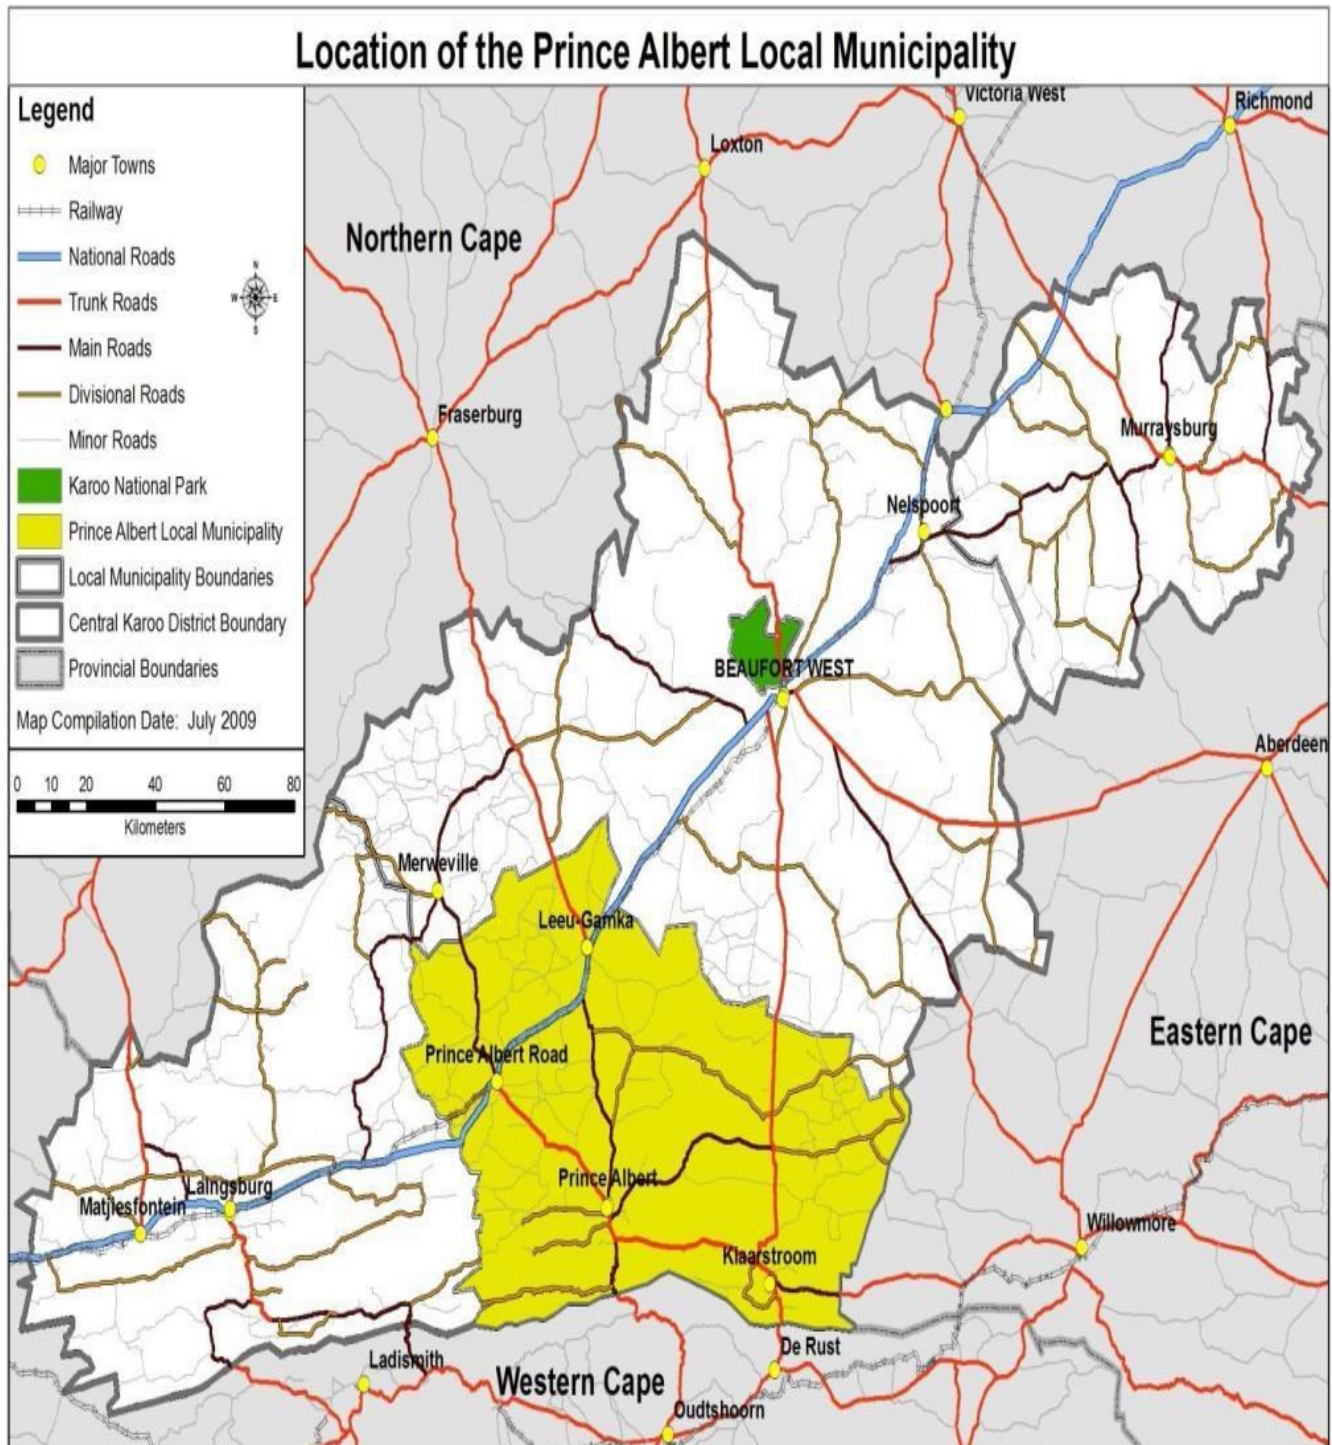 Location of the Prince Albert Local Municipality
Legend
Major Towns
Railway
National Roads
Trunk Roads
Main Roads
Divisional Roads
Minor Roads
Karoo National Park
Prince Albert Local Municipality
Local Municipality Boundaries
Central Karoo District Boundary
Provincial Boundaries
Map Compilation Date: July 2009
N
W
E
S
0 10 20 40 60 80
Kilometers
Victoria West
Richmond
Loxton
Northern Cape
Fraserburg
Murraysburg
Nelspoort
BEAUFORT WEST
Aberdeen
Merweville
Leeu-Gamka
Eastern Cape
Prince Albert Road
Prince Albert
Laingsburg
Matjiesfontein
Willowmore
Klaarstroom
De Rust
Ladismith
Western Cape
Oudtshoorn